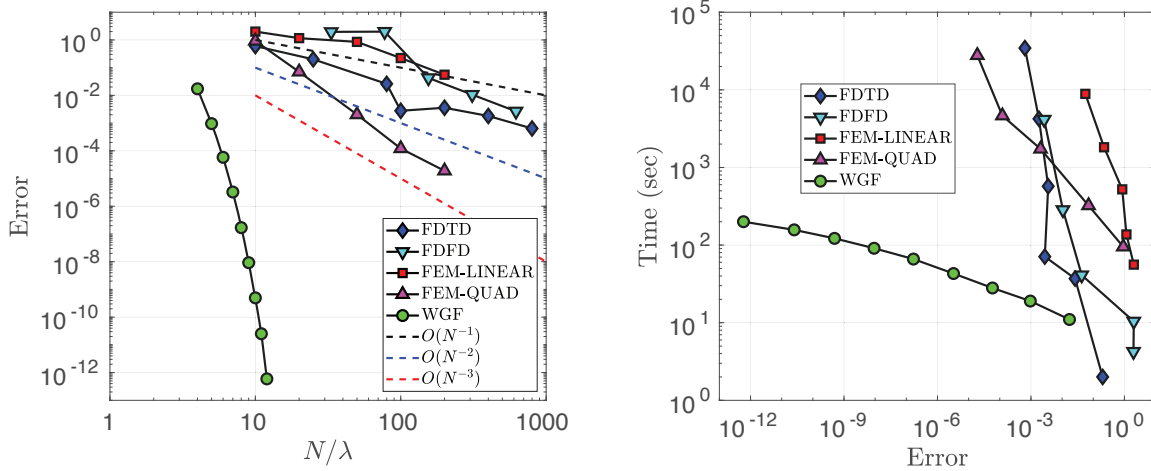 10^0
10^-2
10^-4
10^-6
10^-8
10^-10
10^-12
Error
1
10
100
1000
N/λ
FDTD
FDFD
FEM-LINEAR
FEM-QUAD
WGF
O(N^-1)
O(N^-2)
O(N^-3)
10^5
10^4
10^3
10^2
10^1
10^0
Time (sec)
10^-12
10^-9
10^-6
10^-3
10^0
Error
FDTD
FDFD
FEM-LINEAR
FEM-QUAD
WGF